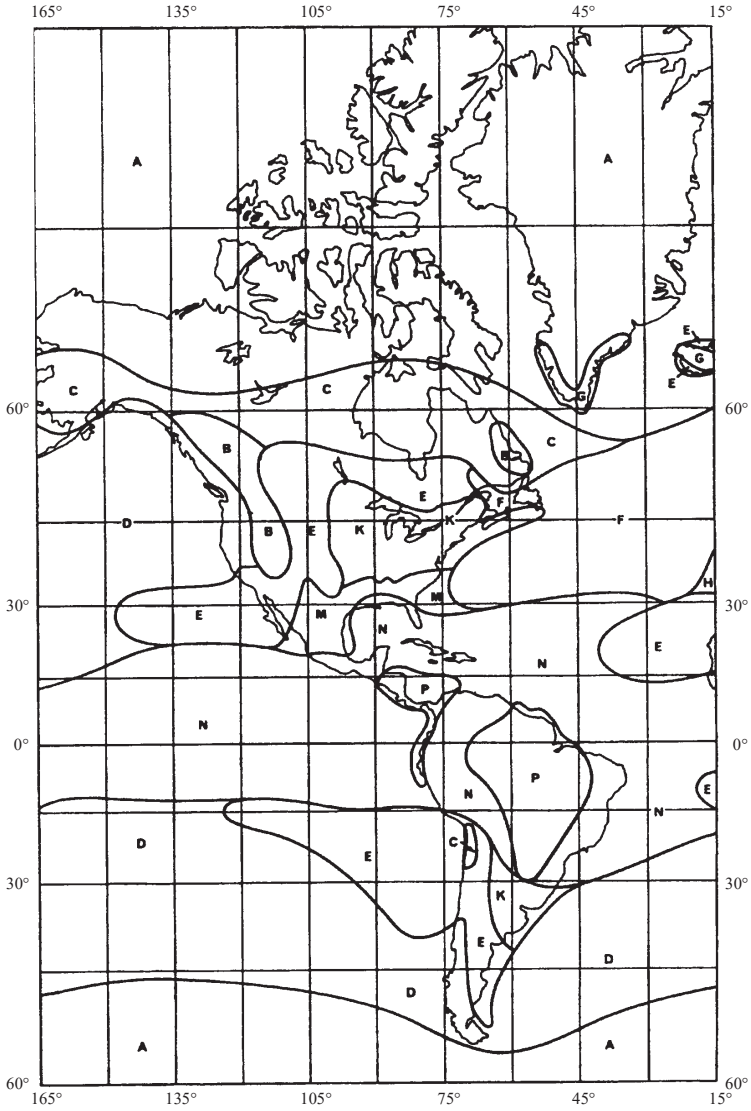 165° 135° 105° 75° 45° 15°
A A
E
G
E
C C G
60° 60°
B B C
E F
D B E K K F
H
30° M 30°
E M E
N
N
P
N
0° 0°
P
N E
N
C
D E
30° 30°
K
E D
D
A A
60° 60°
165° 135° 105° 75° 45° 15°